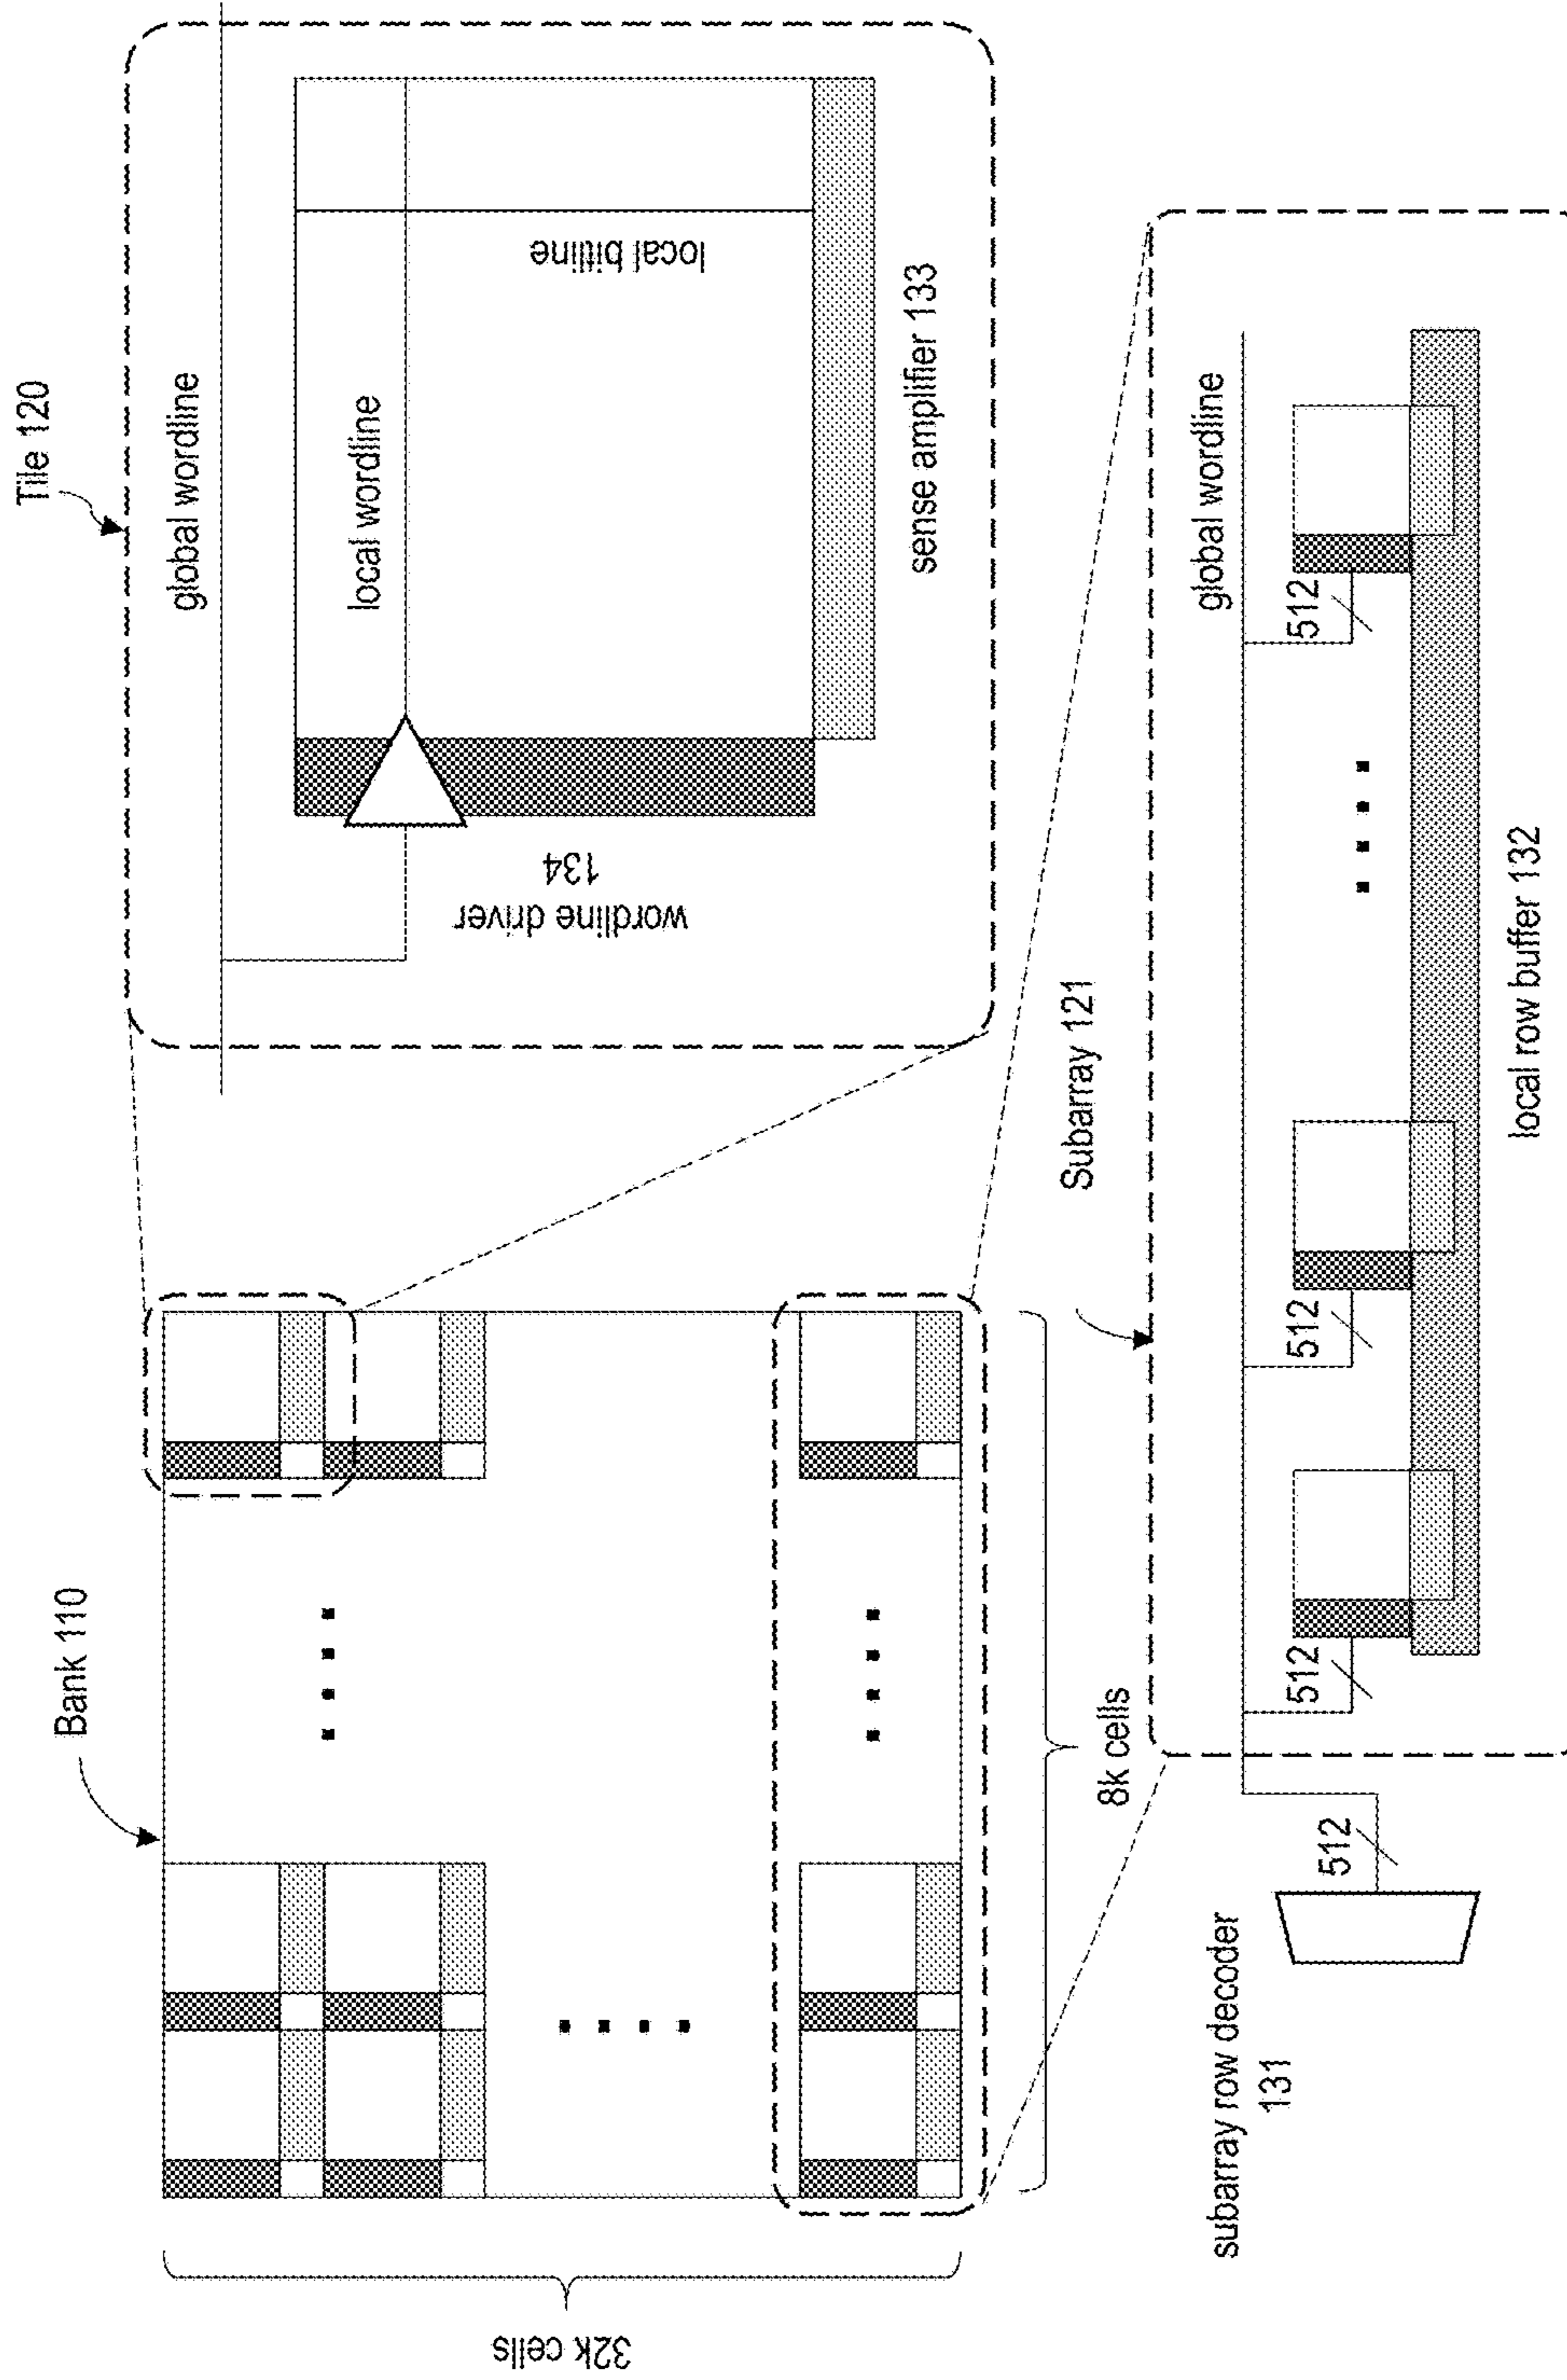 Bank 110
32k cells
8k cells
Tile 120
global wordline
local wordline
local bitline
wordline driver
134
sense amplifier 133
Subarray 121
subarray row decoder
131
512
global wordline
512
512
512
local row buffer 132